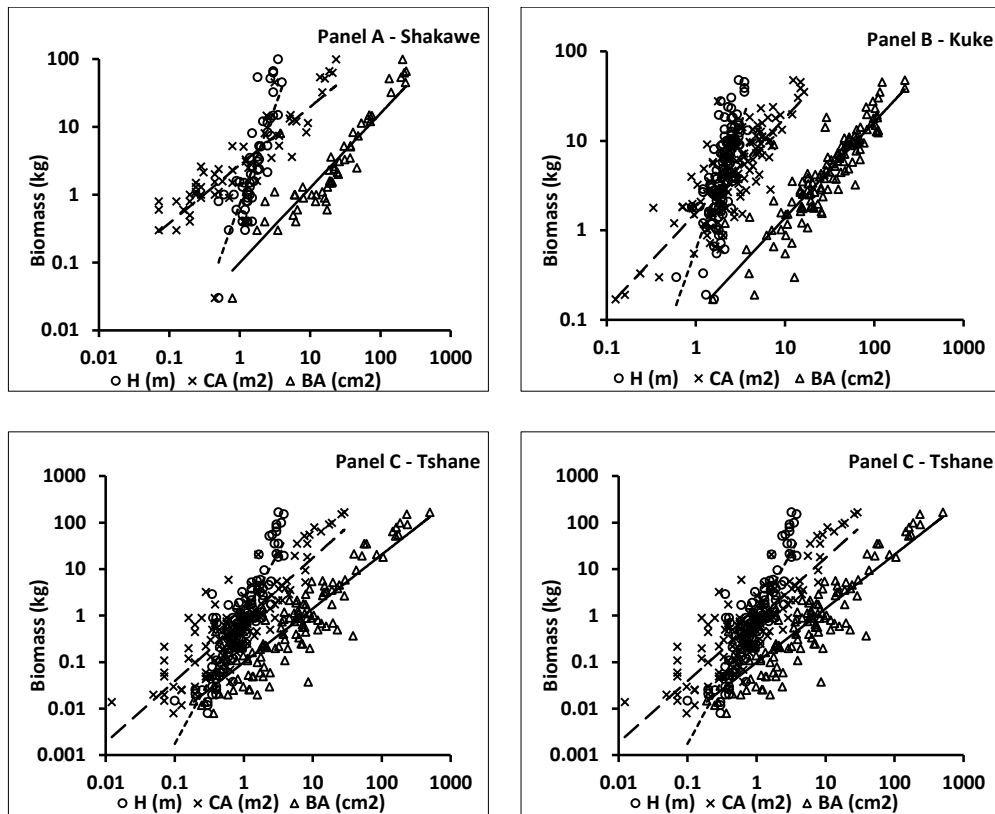 Panel A - Shakawe
100
10
1
0.1
0.01
Biomass (kg)
0.01 0.1 1 10 100 1000
H (m) CA (m2) BA (cm2)
Panel B - Kuke
100
10
1
0.1
Biomass (kg)
0.1 1 10 100 1000
H (m) CA (m2) BA (cm2)
Panel C - Tshane
1000
100
10
1
0.1
0.01
0.001
Biomass (kg)
0.01 0.1 1 10 100 1000
H (m) CA (m2) BA (cm2)
Panel C - Tshane
1000
100
10
1
0.1
0.01
0.001
Biomass (kg)
0.01 0.1 1 10 100 1000
H (m) CA (m2) BA (cm2)